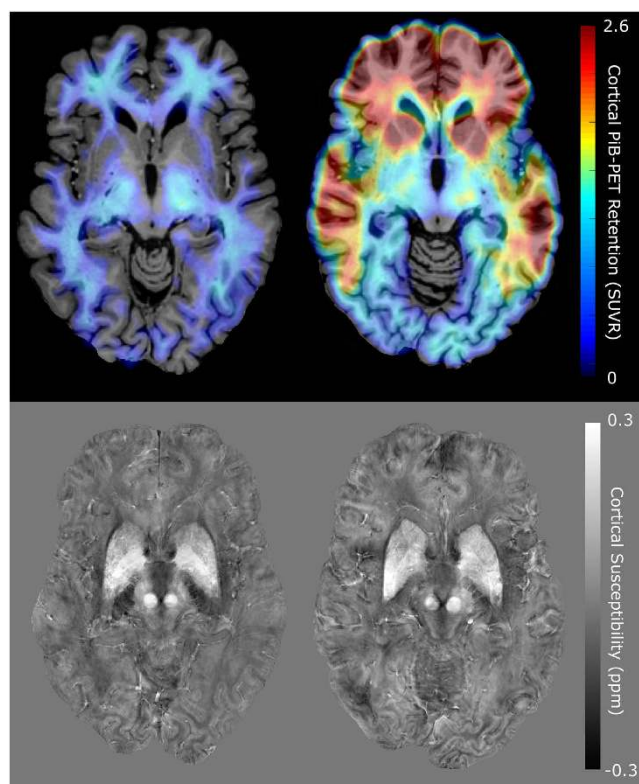 2.6
Cortical PiB-PET Retention (SUVR)
0
0.3
Cortical Susceptibility (ppm)
-0.3